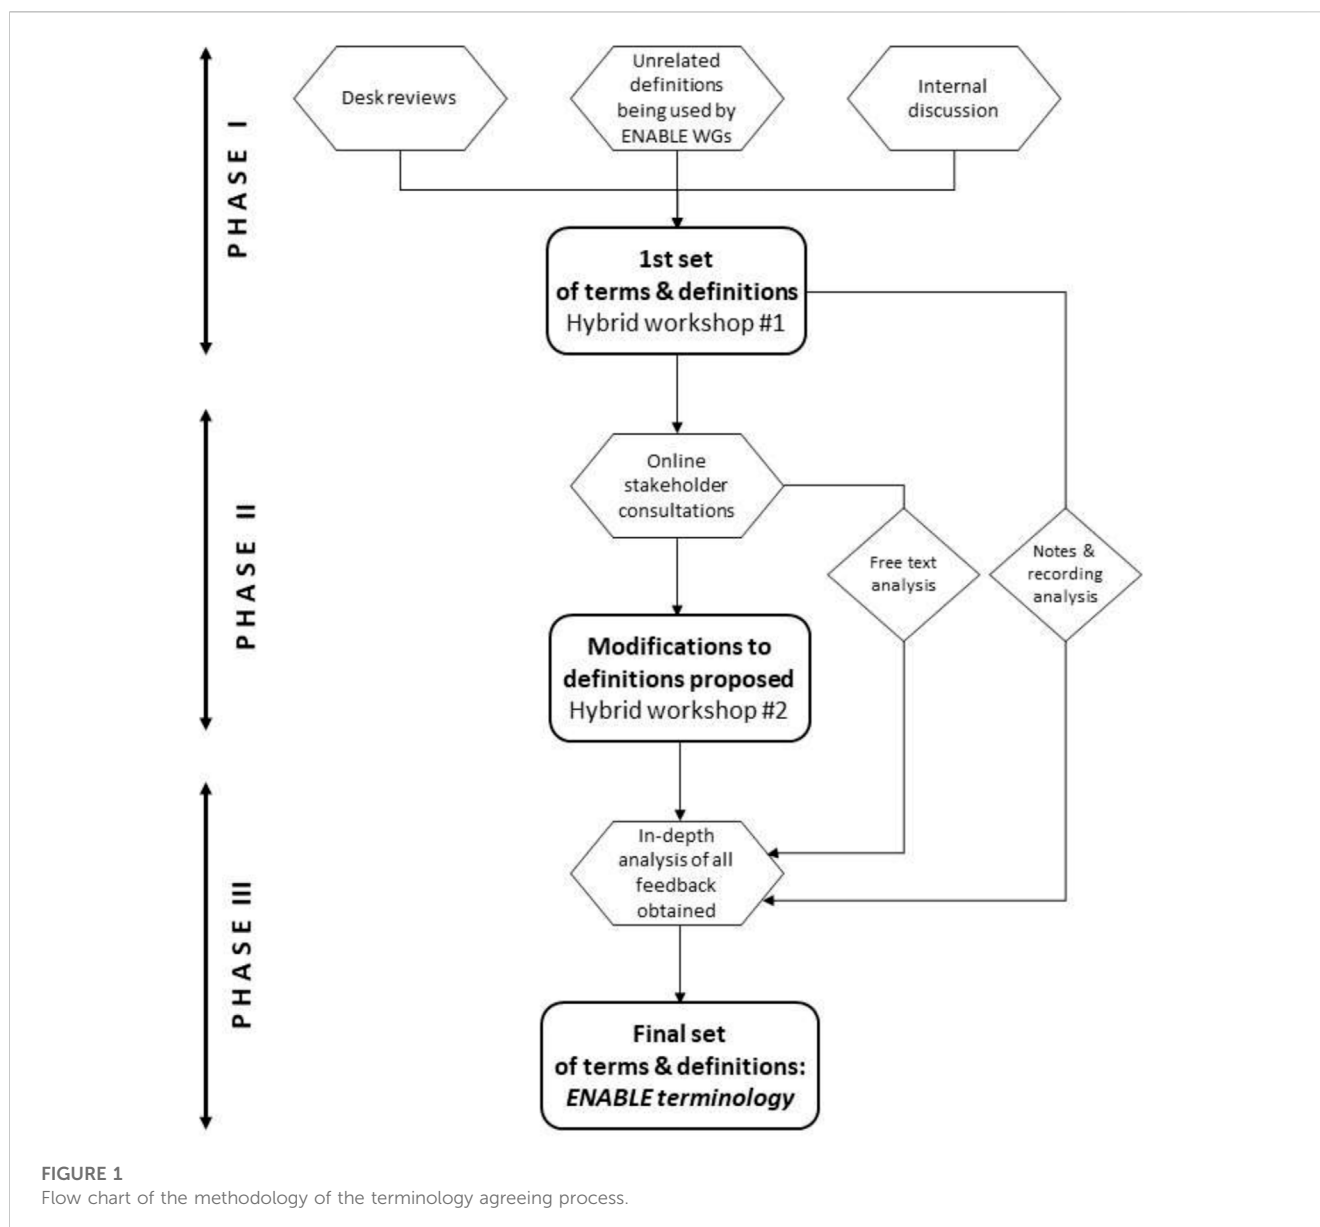 PHASE I
Desk reviews
Unrelated
definitions
being used by
ENABLE WGs
Internal
discussion
1st set
of terms & definitions
Hybrid workshop #1
PHASE II
Online
stakeholder
consultations
Free text
analysis
Notes &
recording
analysis
Modifications to
definitions proposed
Hybrid workshop #2
PHASE III
In-depth
analysis of all
feedback
obtained
Final set
of terms & definitions:
ENABLE terminology
FIGURE 1
Flow chart of the methodology of the terminology agreeing process.